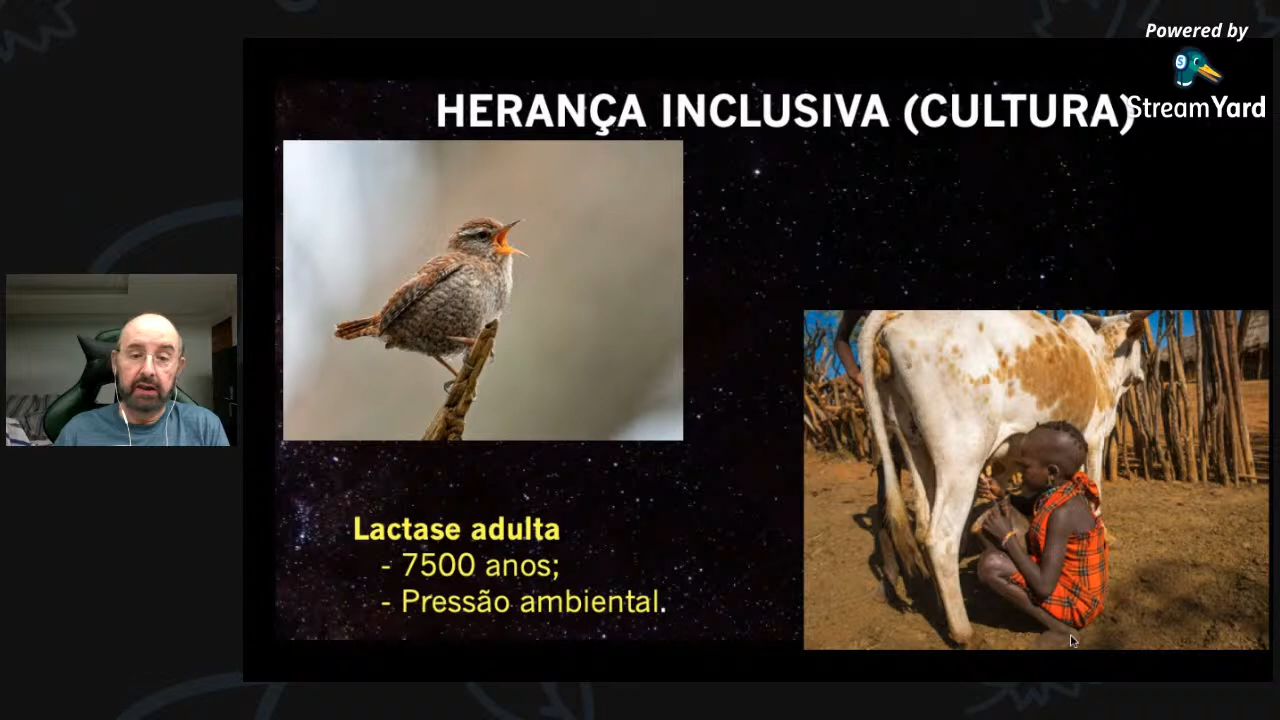 Powered by
StreamYard
HERANÇA INCLUSIVA (CULTURA)
Lactase adulta
- 7500 anos;
- Pressão ambiental.